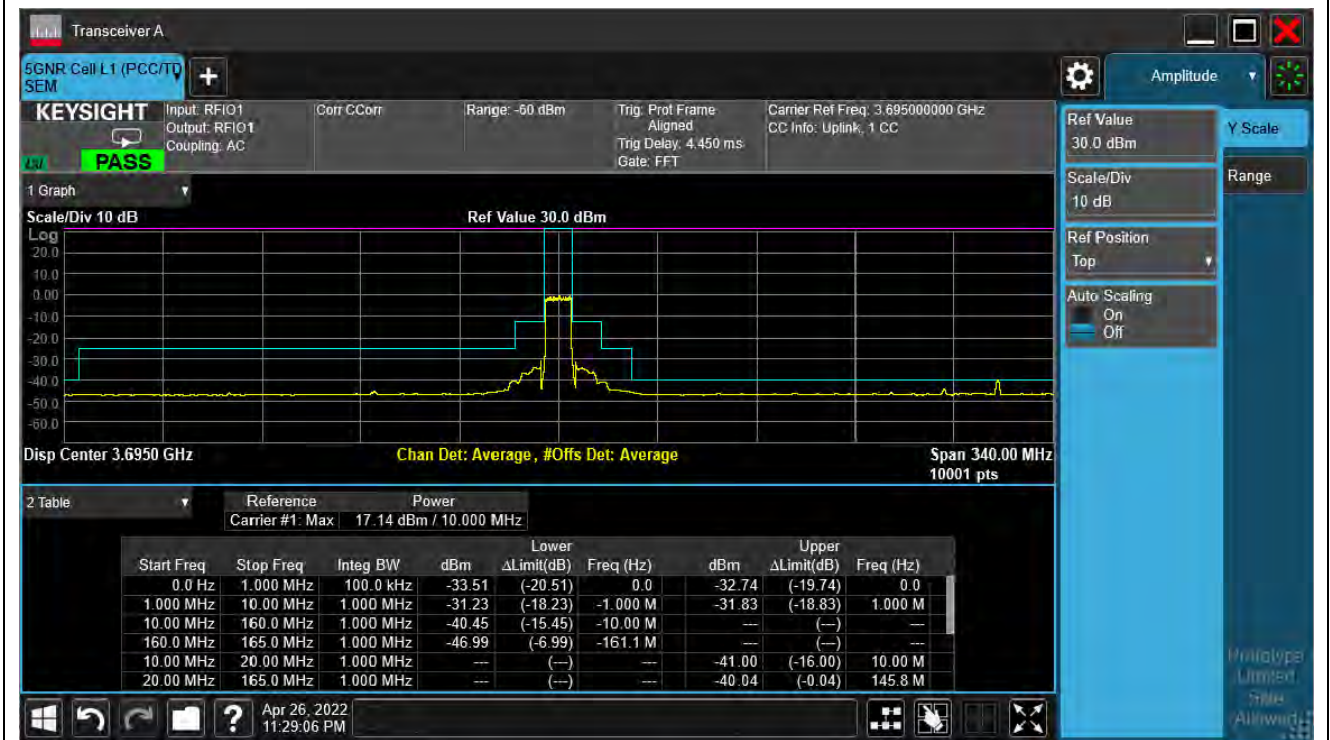 Transceiver A
5GNR Cell L1 (PCC/TD
SEM
+
Amplitude
KEYSIGHT
PASS
Input: RFIO1
Output: RFIO1
Coupling: AC
Corr CCorr
Range: -60 dBm
Trig: Prot Frame
Aligned
Trig Delay: 4.450 ms
Gate: FFT
Carrier Ref Freq: 3.695000000 GHz
CC Info: Uplink, 1 CC
Ref Value
30.0 dBm
Y Scale
Scale/Div
10 dB
Range
Ref Position
Top
Auto Scaling
On
Off
1 Graph
Scale/Div 10 dB Ref Value 30.0 dBm
Log
20.0
10.0
0.00
-10.0
-20.0
-30.0
-40.0
-50.0
-60.0
Disp Center 3.6950 GHz Chan Det: Average , #Offs Det: Average Span 340.00 MHz
10001 pts
2 Table
Reference Power
Carrier #1: Max 17.14 dBm / 10.000 MHz
Lower Upper
Start Freq Stop Freq Integ BW dBm ΔLimit(dB) Freq (Hz) dBm ΔLimit(dB) Freq (Hz)
0.0 Hz 1.000 MHz 100.0 kHz -33.51 (-20.51) 0.0 -32.74 (-19.74) 0.0
1.000 MHz 10.00 MHz 1.000 MHz -31.23 (-18.23) -1.000 M -31.83 (-18.83) 1.000 M
10.00 MHz 160.0 MHz 1.000 MHz -40.45 (-15.45) -10.00 M --- (---) ---
160.0 MHz 165.0 MHz 1.000 MHz -46.99 (-6.99) -161.1 M --- (---) ---
10.00 MHz 20.00 MHz 1.000 MHz --- (---) --- -41.00 (-16.00) 10.00 M
20.00 MHz 165.0 MHz 1.000 MHz --- (---) --- -40.04 (-0.04) 145.8 M
Prototype
Limited
Allowed
?
Apr 26, 2022
11:29:06 PM